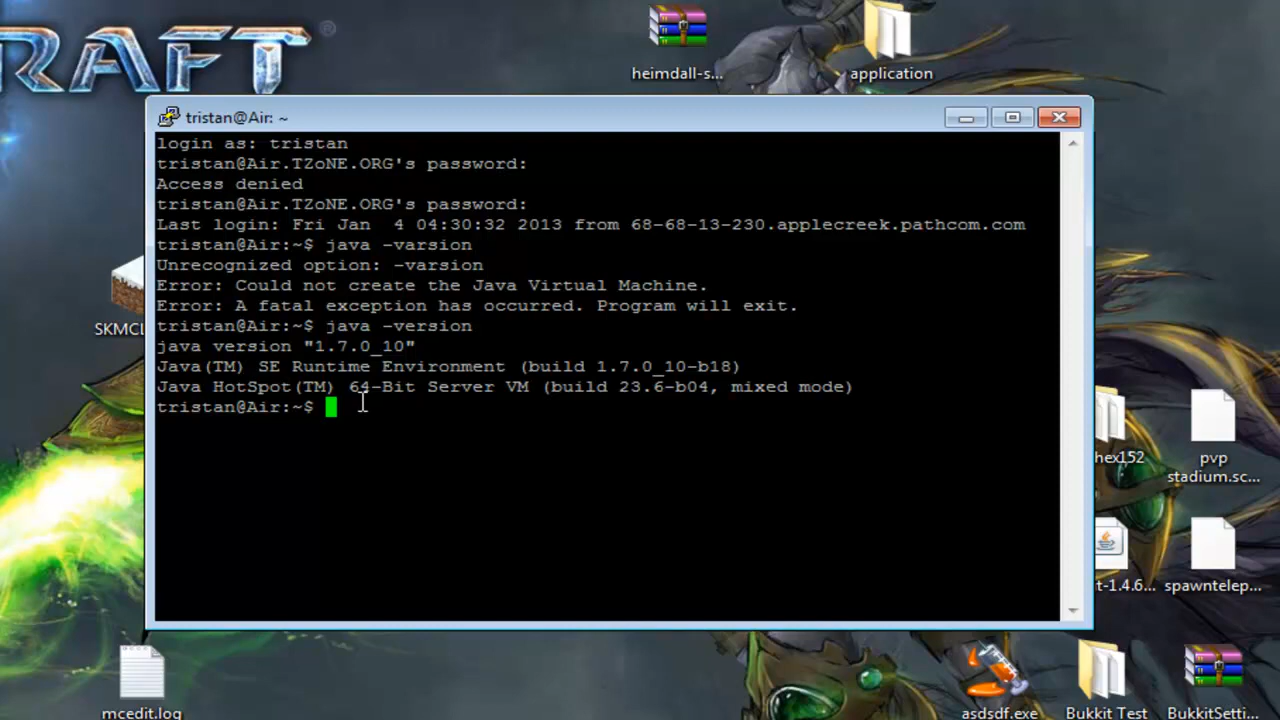 RAFT®
heimdall-s...
application
tristan@Air: ~
login as: tristan
tristan@Air.TZoNE.ORG's password:
Access denied
tristan@Air.TZoNE.ORG's password:
Last login: Fri Jan  4 04:30:32 2013 from 68-68-13-230.applecreek.pathcom.com
tristan@Air:~$ java -varsion
Unrecognized option: -varsion
Error: Could not create the Java Virtual Machine.
Error: A fatal exception has occurred. Program will exit.
tristan@Air:~$ java -version
java version "1.7.0_10"
Java(TM) SE Runtime Environment (build 1.7.0_10-b18)
Java HotSpot(TM) 64-Bit Server VM (build 23.6-b04, mixed mode)
tristan@Air:~$
SKMCL
hex152
pvp
stadium.sc...
t-1.4.6...
spawntelep...
mcedit.log
asdsdf.exe
Bukkit Test
BukkitSetti...